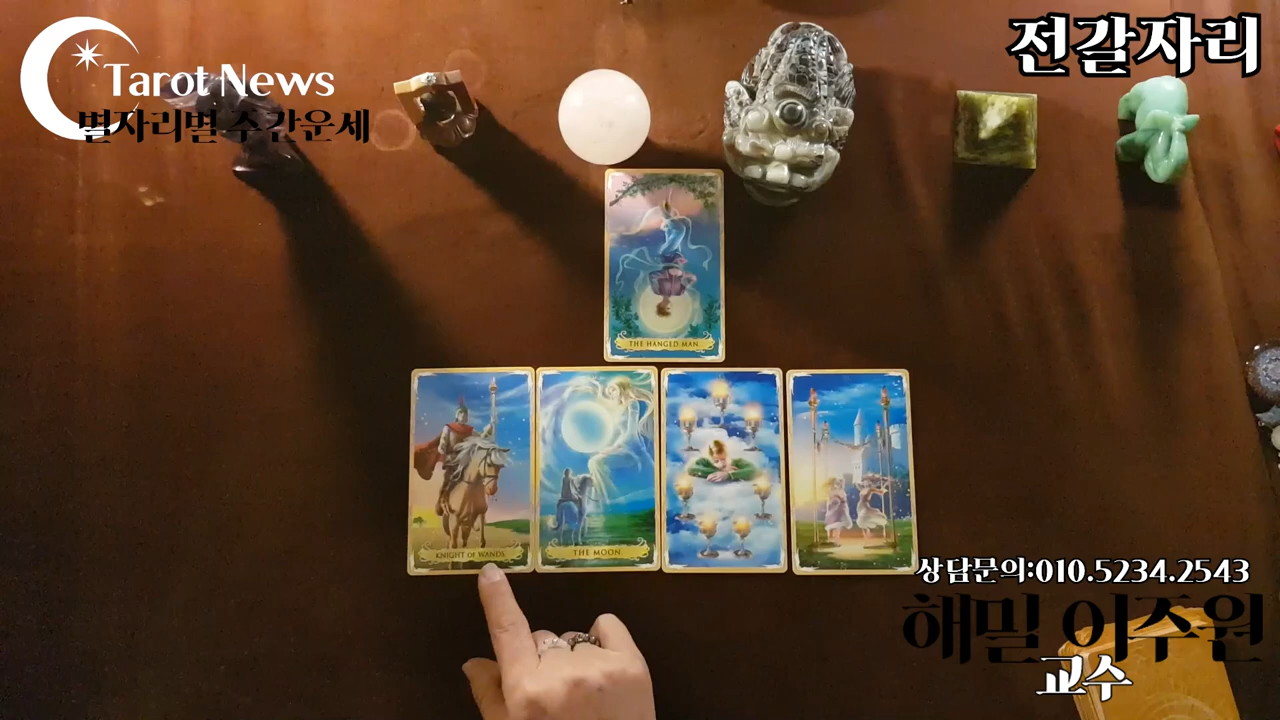 Tarot News
별자리별 주간운세
전갈자리
THE HANGED MAN
KNIGHT OF WANDS
THE MOON
상담문의:010.5234.2543
해밀 이주원
교수